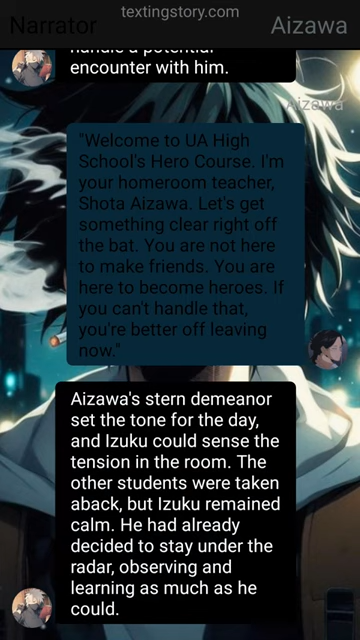 textingstory.com
Narrator
Aizawa
handle a potential
encounter with him.
Aizawa
"Welcome to UA High
School's Hero Course. I'm
your homeroom teacher,
Shota Aizawa. Let's get
something clear right off
the bat. You are not here
to make friends. You are
here to become heroes. If
you can't handle that,
you're better off leaving
now."
Aizawa's stern demeanor
set the tone for the day,
and Izuku could sense the
tension in the room. The
other students were taken
aback, but Izuku remained
calm. He had already
decided to stay under the
radar, observing and
learning as much as he
could.